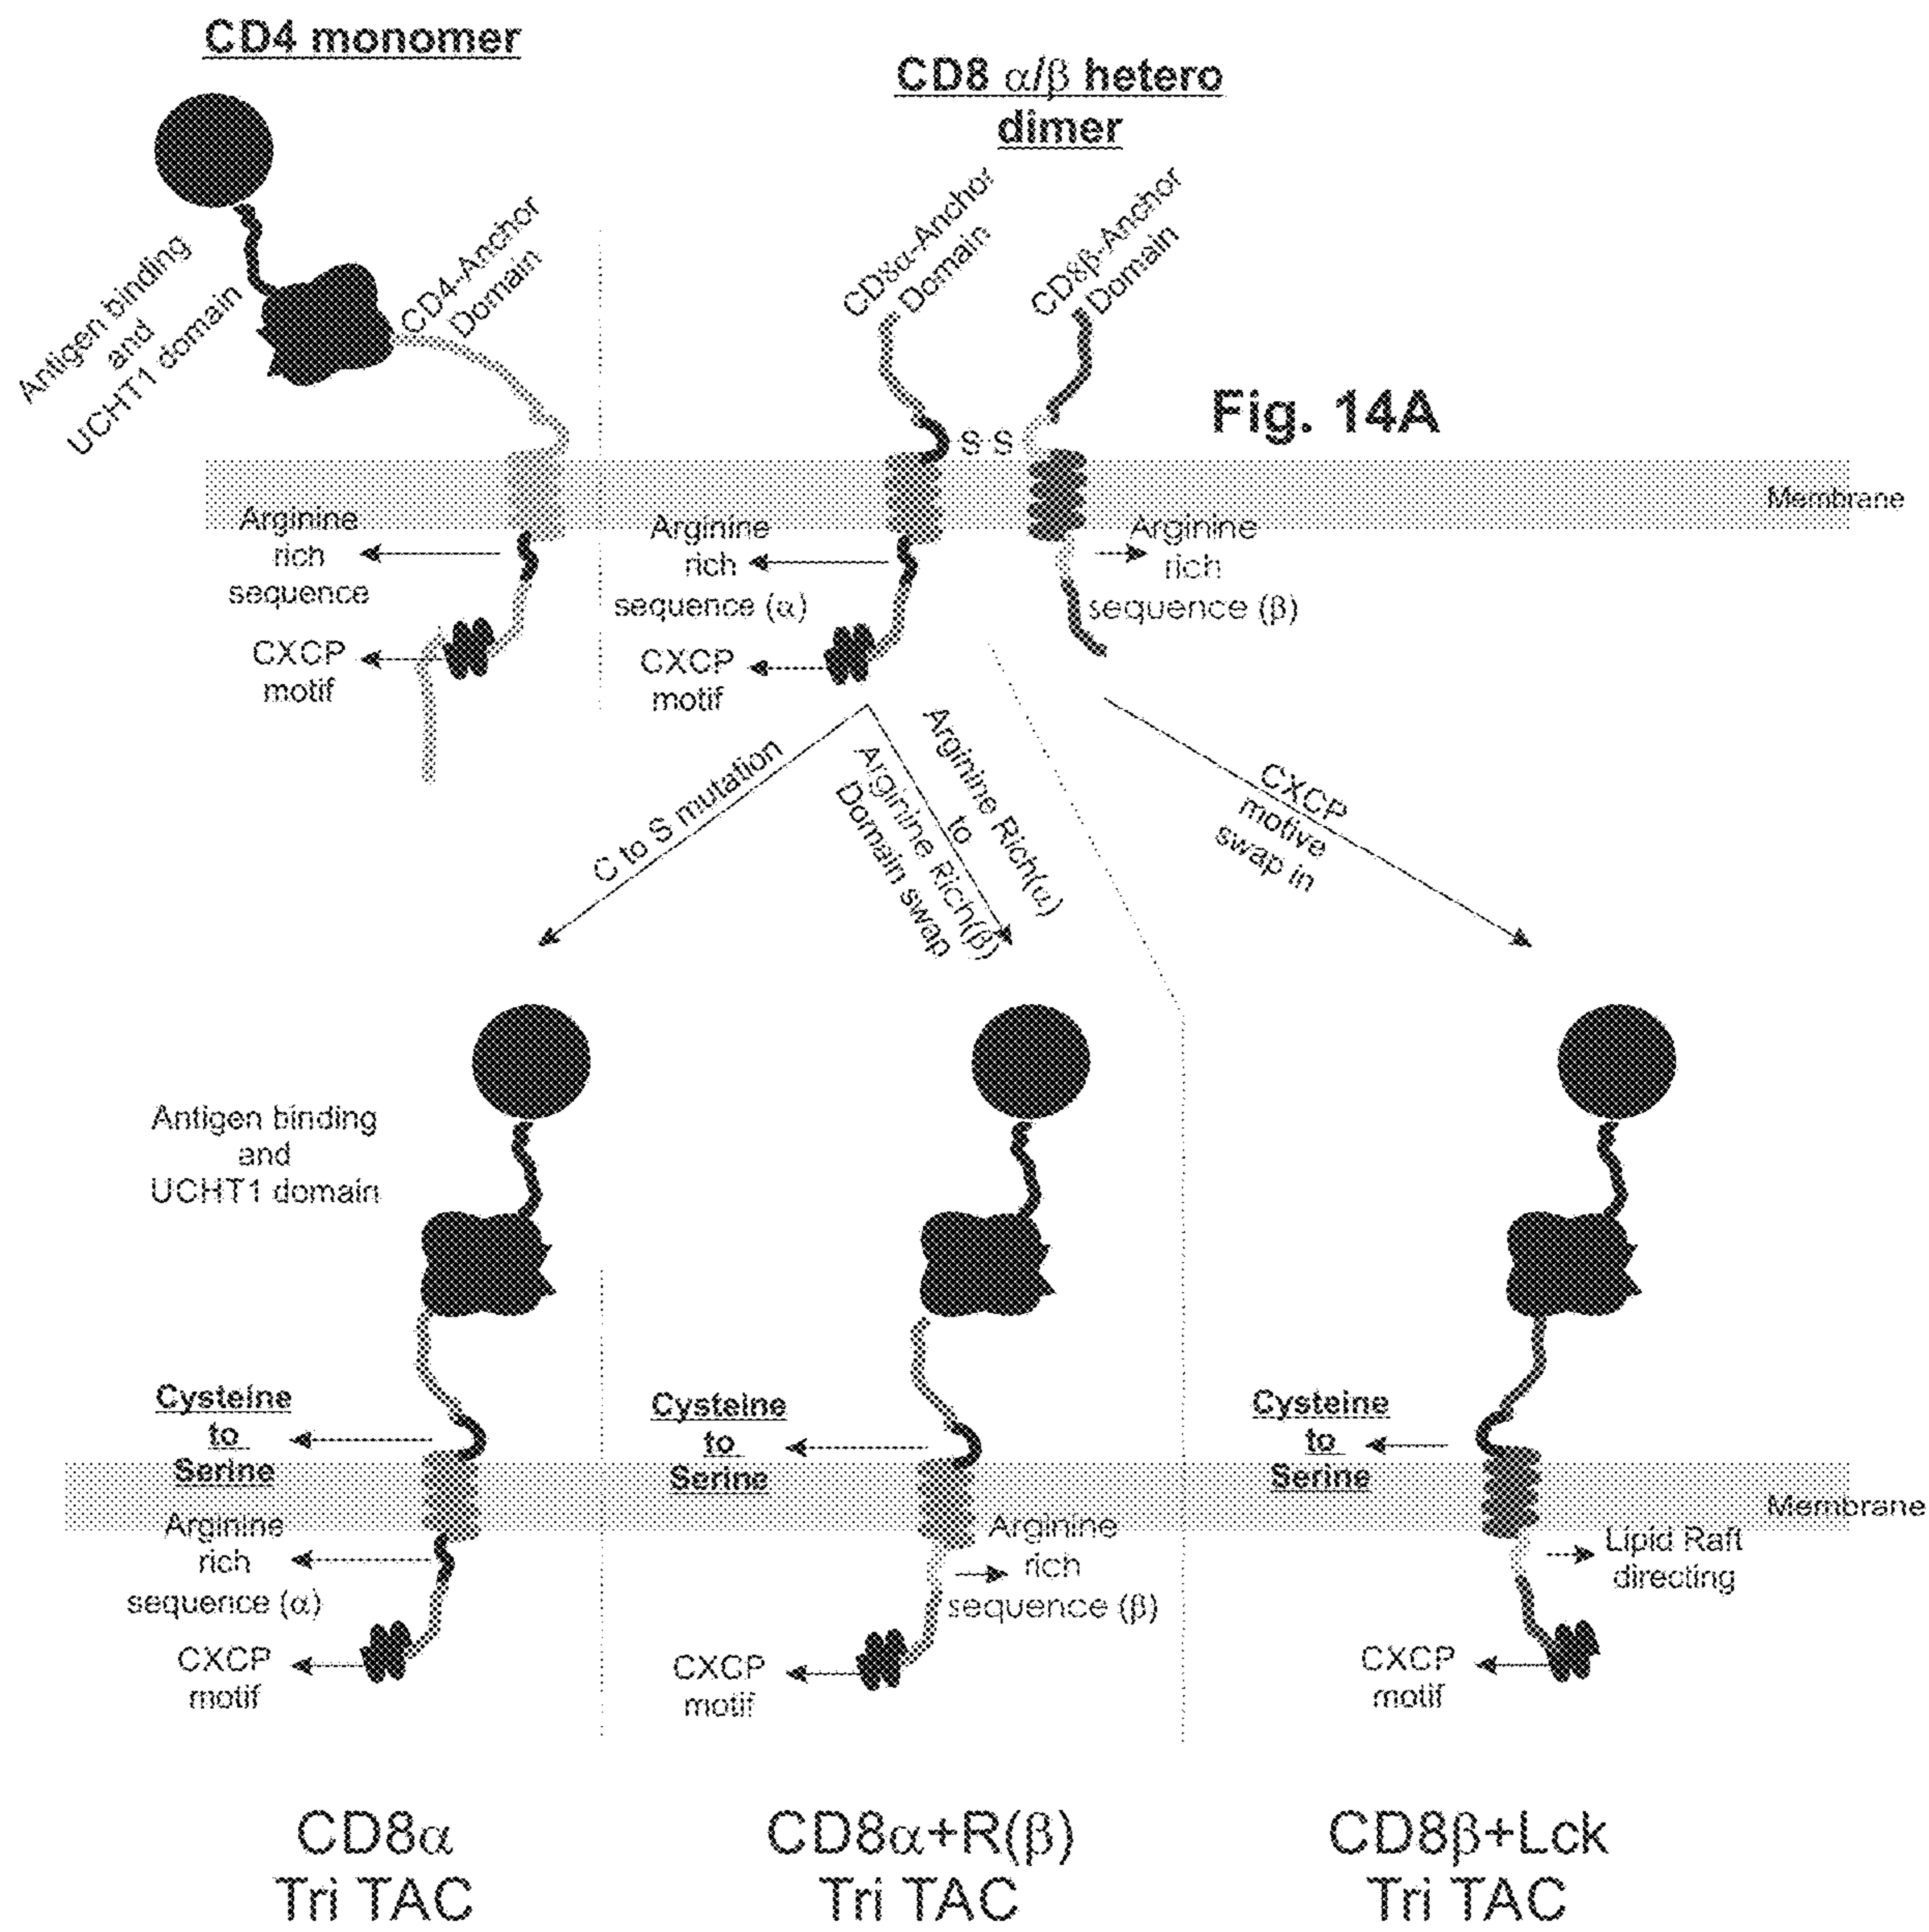 CD4 monomer
CD8 α/β hetero
dimer
Antigen binding
and
UCHT1 domain
CD4-Anchor
Domain
CD8α-Anchor
Domain
CD8β-Anchor
Domain
Fig. 14A
S S
Membrane
Arginine
rich
sequence
CXCP
motif
Arginine
rich
sequence (α)
CXCP
motif
Arginine
rich
sequence (β)
C to S mutation
Arginine Rich(α)
to
Arginine Rich(β)
Domain swap
CXCP
motive
swap in
Antigen binding
and
UCHT1 domain
Cysteine
to
Serine
Arginine
rich
sequence (α)
CXCP
motif
Cysteine
to
Serine
Arginine
rich
sequence (β)
CXCP
motif
Cysteine
to
Serine
Membrane
Lipid Raft
directing
CXCP
motif
CD8α
Tri TAC
CD8α+R(β)
Tri TAC
CD8β+Lck
Tri TAC